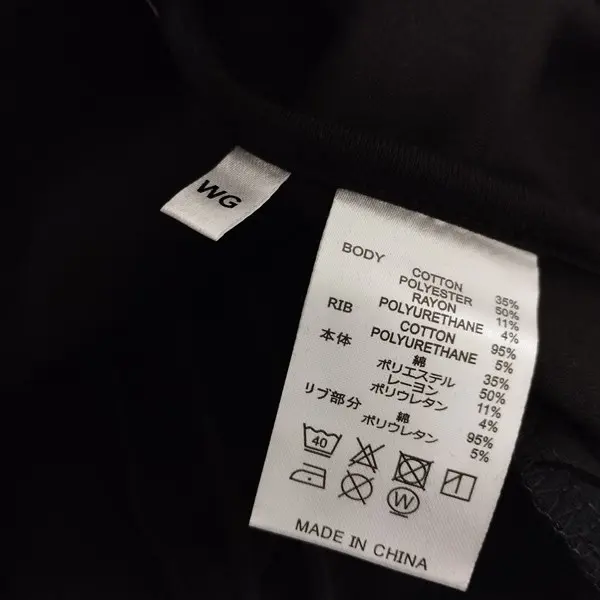 WG
BODY COTTON 35%
POLYESTER 50%
RAYON 11%
POLYURETHANE 4%
RIB COTTON 95%
POLYURETHANE 5%
本体 綿 35%
ポリエステル 50%
レーヨン 11%
ポリウレタン 4%
リブ部分 綿 95%
ポリウレタン 5%
40
W
MADE IN CHINA